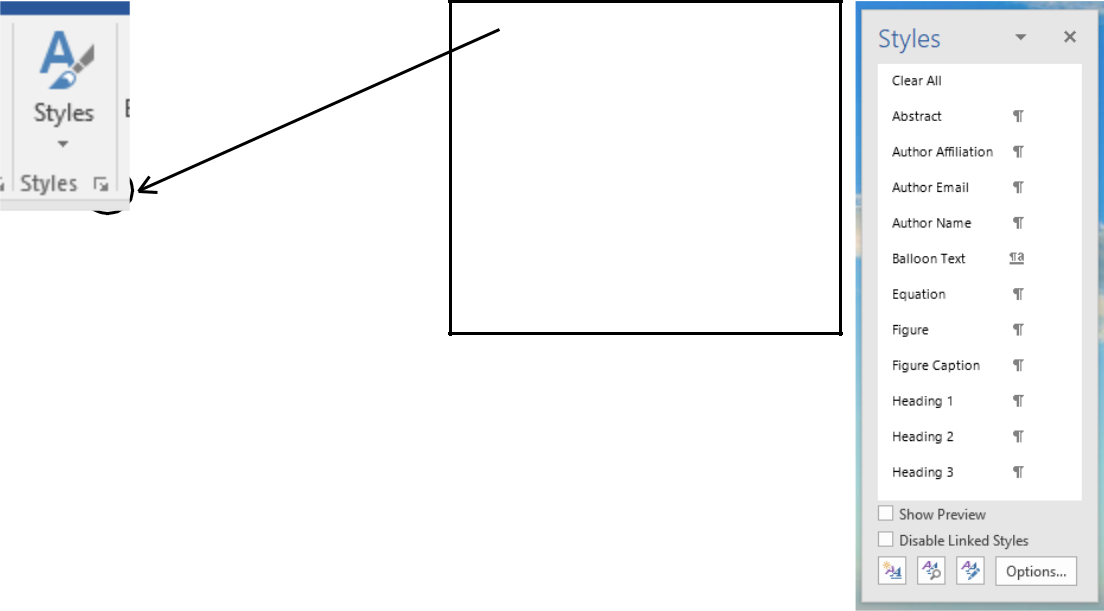 Styles
Styles
Styles
Clear All
Abstract ¶
Author Affiliation ¶
Author Email ¶
Author Name ¶
Balloon Text ¶a
Equation ¶
Figure ¶
Figure Caption ¶
Heading 1 ¶
Heading 2 ¶
Heading 3 ¶
Show Preview
Disable Linked Styles
Options...